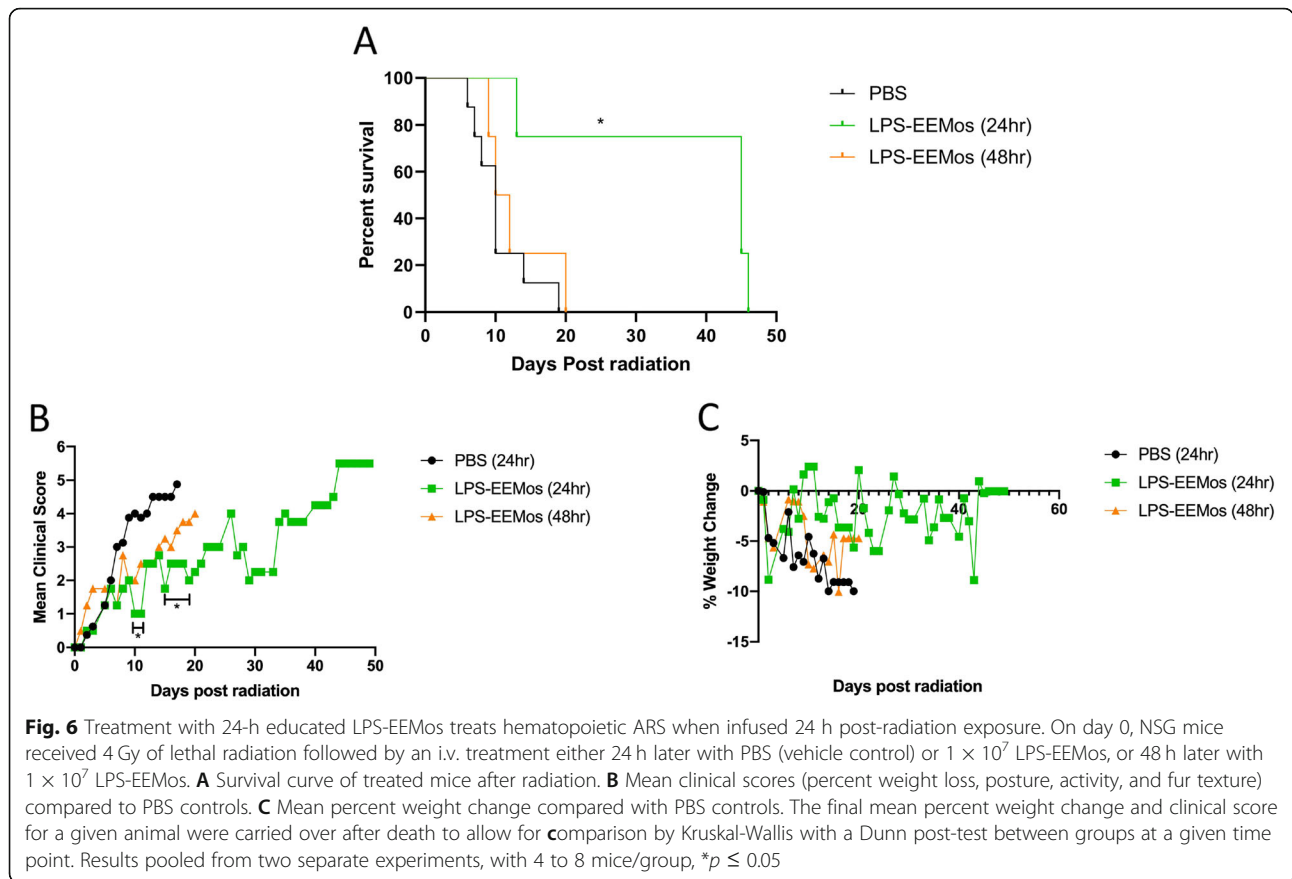 A
100
80
60
40
20
0
Percent survival
*
0 10 20 30 40 50
Days Post radiation
PBS
LPS-EEMos (24hr)
LPS-EEMos (48hr)
B
6
5
4
3
2
1
0
Mean Clinical Score
*
*
0 10 20 30 40 50
Days post radiation
PBS (24hr)
LPS-EEMos (24hr)
LPS-EEMos (48hr)
C
5
0
-5
-10
-15
% Weight Change
20 40 60
Days post radiation
PBS (24hr)
LPS-EEMos (24hr)
LPS-EEMos (48hr)
Fig. 6 Treatment with 24-h educated LPS-EEMos treats hematopoietic ARS when infused 24 h post-radiation exposure. On day 0, NSG mice
received 4 Gy of lethal radiation followed by an i.v. treatment either 24 h later with PBS (vehicle control) or 1 × 10⁷ LPS-EEMos, or 48 h later with
1 × 10⁷ LPS-EEMos. A Survival curve of treated mice after radiation. B Mean clinical scores (percent weight loss, posture, activity, and fur texture)
compared to PBS controls. C Mean percent weight change compared with PBS controls. The final mean percent weight change and clinical score
for a given animal were carried over after death to allow for comparison by Kruskal-Wallis with a Dunn post-test between groups at a given time
point. Results pooled from two separate experiments, with 4 to 8 mice/group, *p ≤ 0.05